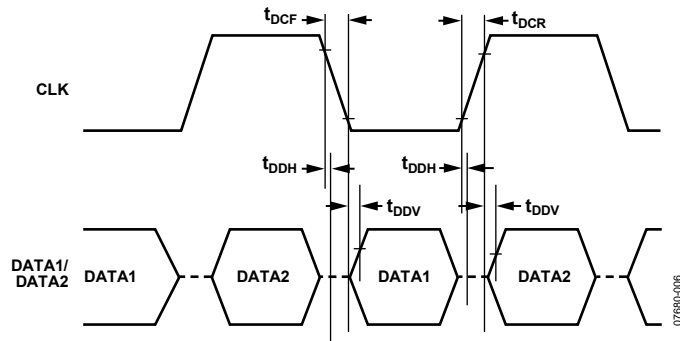 tDCF
tDCR
CLK
tDDH
tDDH
tDDV
tDDV
DATA1/
DATA2
DATA1
DATA2
DATA1
DATA2
07680-006